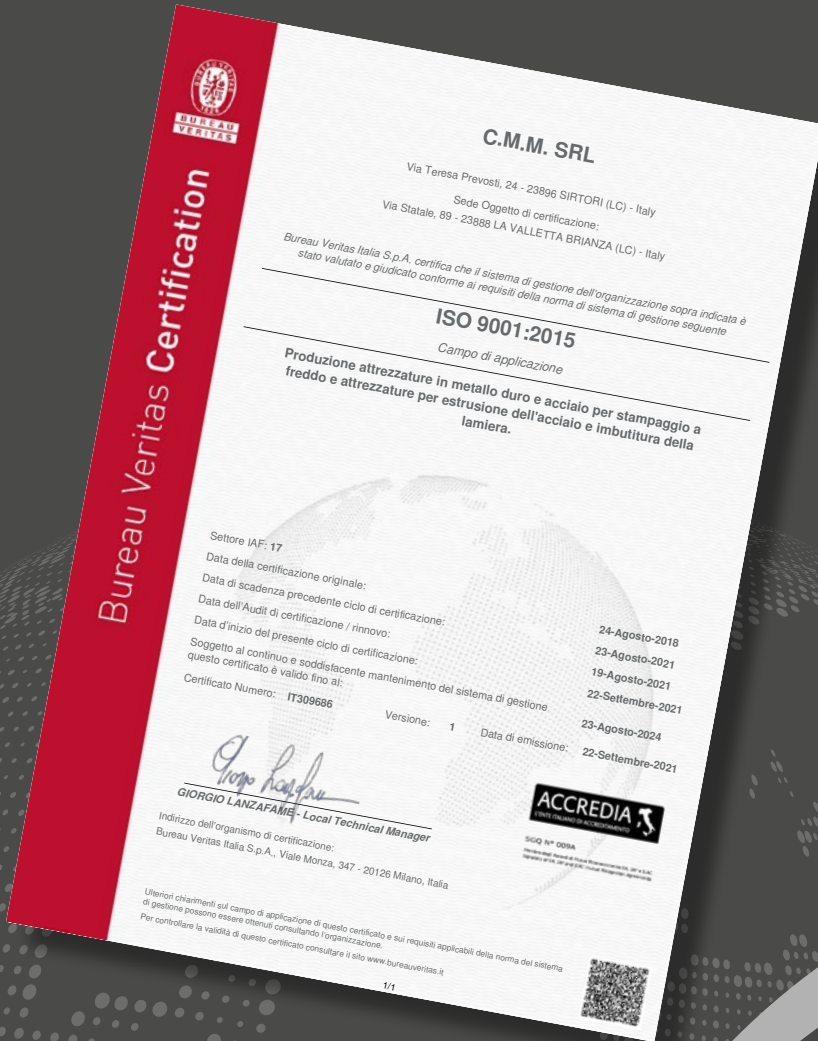 BUREAU VERITAS
1828
BUREAU
VERITAS
Bureau Veritas Certification
C.M.M. SRL
Via Teresa Prevosti, 24 - 23896 SIRTORI (LC) - Italy
Sede Oggetto di certificazione:
Via Statale, 89 - 23888 LA VALLETTA BRIANZA (LC) - Italy
Bureau Veritas Italia S.p.A. certifica che il sistema di gestione dell'organizzazione sopra indicata è
stato valutato e giudicato conforme ai requisiti della norma di sistema di gestione seguente
ISO 9001:2015
Campo di applicazione
Produzione attrezzature in metallo duro e acciaio per stampaggio a
freddo e attrezzature per estrusione dell'acciaio e imbutitura della
lamiera.
Settore IAF: 17
Data della certificazione originale: 24-Agosto-2018
Data di scadenza precedente ciclo di certificazione: 23-Agosto-2021
Data dell'Audit di certificazione / rinnovo: 19-Agosto-2021
Data d'inizio del presente ciclo di certificazione: 22-Settembre-2021
Soggetto al continuo e soddisfacente mantenimento del sistema di gestione
questo certificato è valido fino al: 23-Agosto-2024
Certificato Numero: IT309686 Versione: 1 Data di emissione: 22-Settembre-2021
GIORGIO LANZAFAME - Local Technical Manager
Indirizzo dell'organismo di certificazione:
Bureau Veritas Italia S.p.A., Viale Monza, 347 - 20126 Milano, Italia
ACCREDIA
L'ENTE ITALIANO DI ACCREDITAMENTO
SGQ N° 009A
Ulteriori chiarimenti sul campo di applicazione di questo certificato e sui requisiti applicabili della norma del sistema
di gestione possono essere ottenuti consultando l'organizzazione.
Per controllare la validità di questo certificato consultare il sito www.bureauveritas.it
1/1